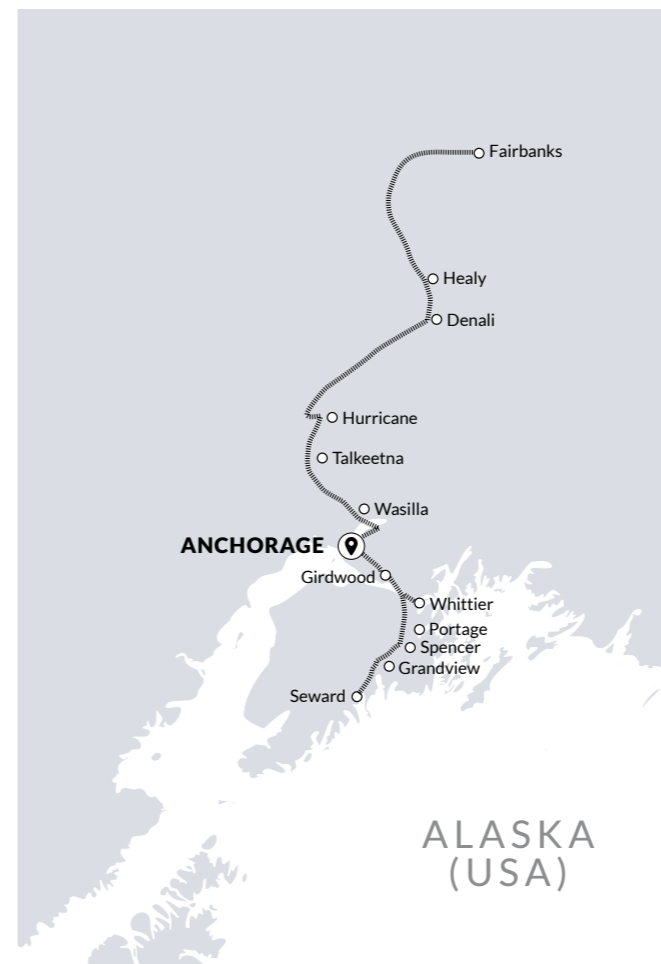 Fairbanks
Healy
Denali
Hurricane
Talkeetna
Wasilla
ANCHORAGE
Girdwood
Whittier
Portage
Spencer
Grandview
Seward
ALASKA
(USA)